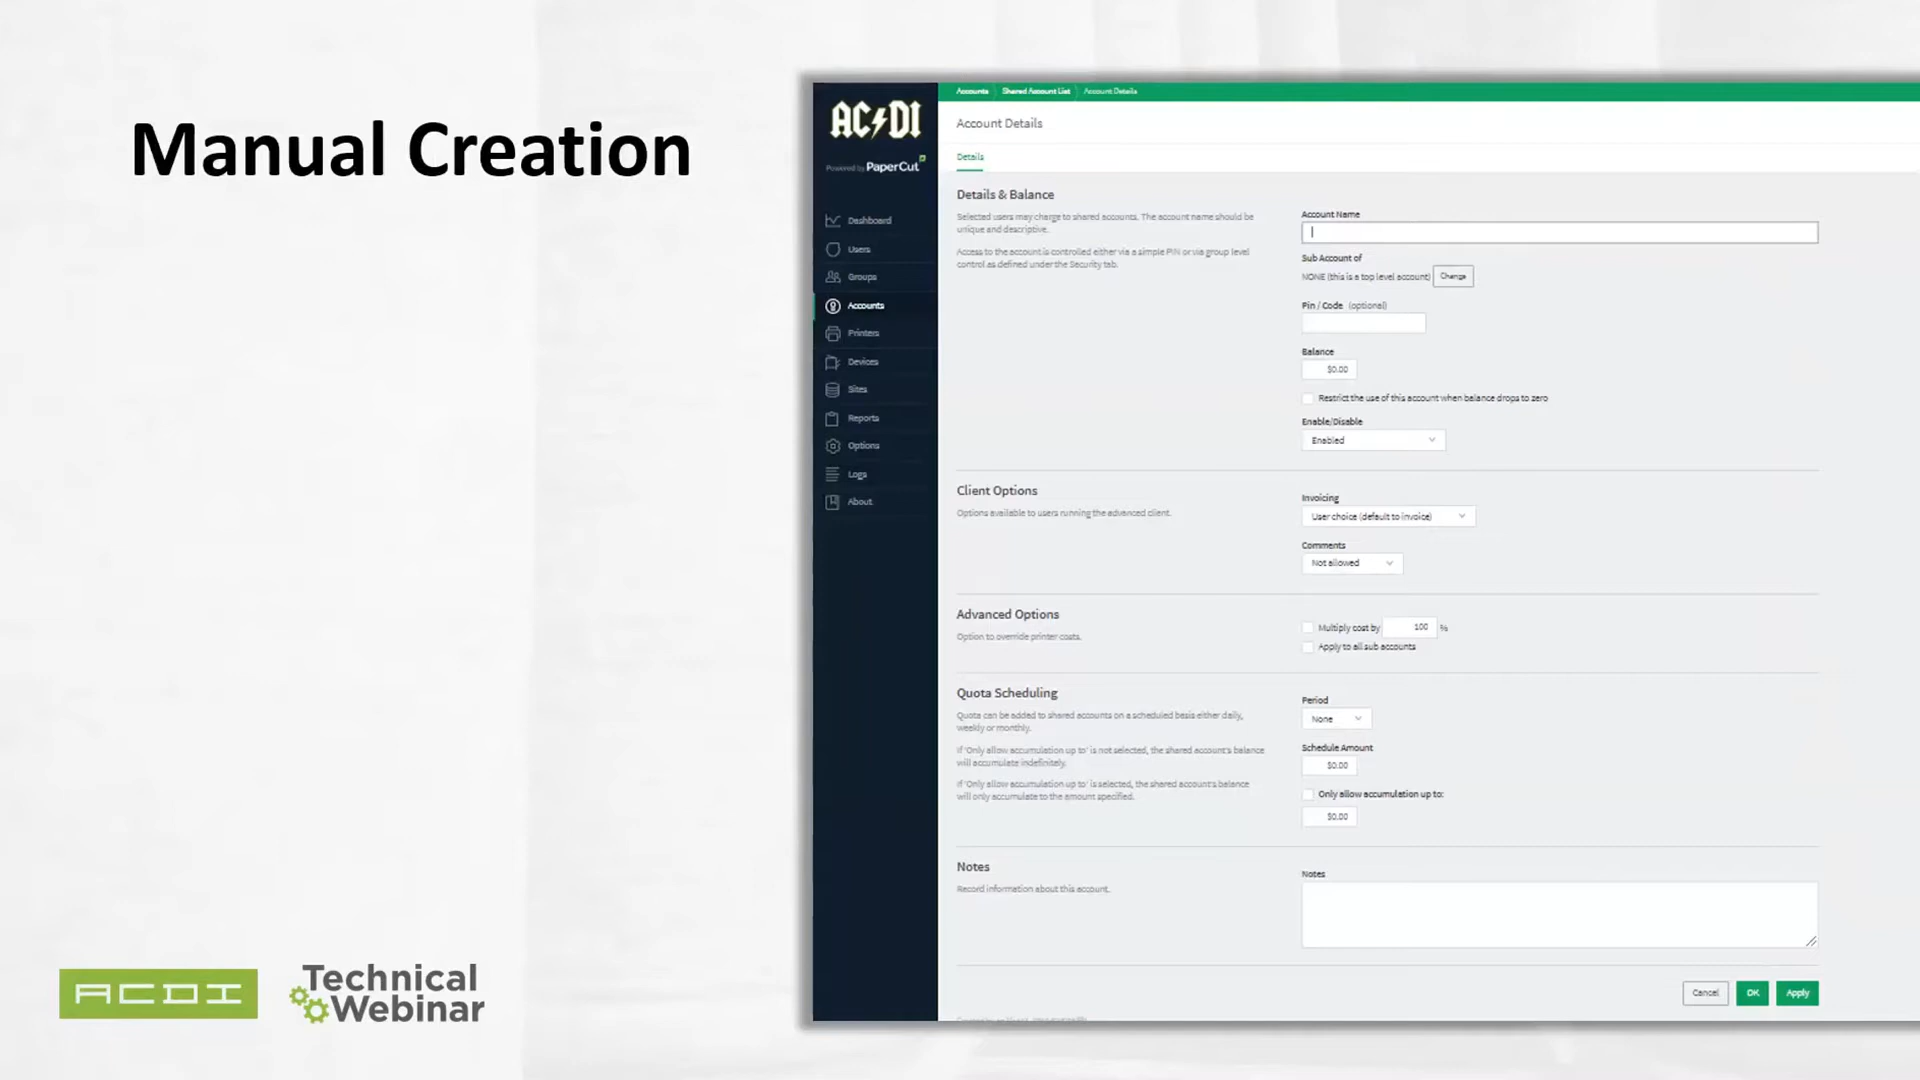 Manual Creation
AC/DI
Powered by PaperCut
Dashboard
Users
Groups
Accounts
Printers
Devices
Sites
Reports
Options
Logs
About
Accounts
Shared Account List
Account Details
Account Details
Details
Details & Balance
Selected users may charge to shared accounts. The account name should be
unique and descriptive.
Access to the account is controlled either via a simple PIN or via group level
control as defined under the Security tab.
Account Name
Sub Account of
NONE (this is a top level account) Change
Pin / Code (optional)
Balance
$0.00
Restrict the use of this account when balance drops to zero
Enable/Disable
Enabled
Client Options
Options available to users running the advanced client.
Invoicing
User choice (default to invoice)
Comments
Not allowed
Advanced Options
Option to override printer costs.
Multiply cost by 100 %
Apply to all sub accounts
Quota Scheduling
Quota can be added to shared accounts on a scheduled basis either daily,
weekly or monthly.
If 'Only allow accumulation up to' is not selected, the shared account's balance
will accumulate indefinitely.
If 'Only allow accumulation up to' is selected, the shared account's balance
will only accumulate to the amount specified.
Period
None
Schedule Amount
$0.00
Only allow accumulation up to:
$0.00
Notes
Record information about this account.
Notes
Cancel OK Apply
ACDI
Technical
Webinar